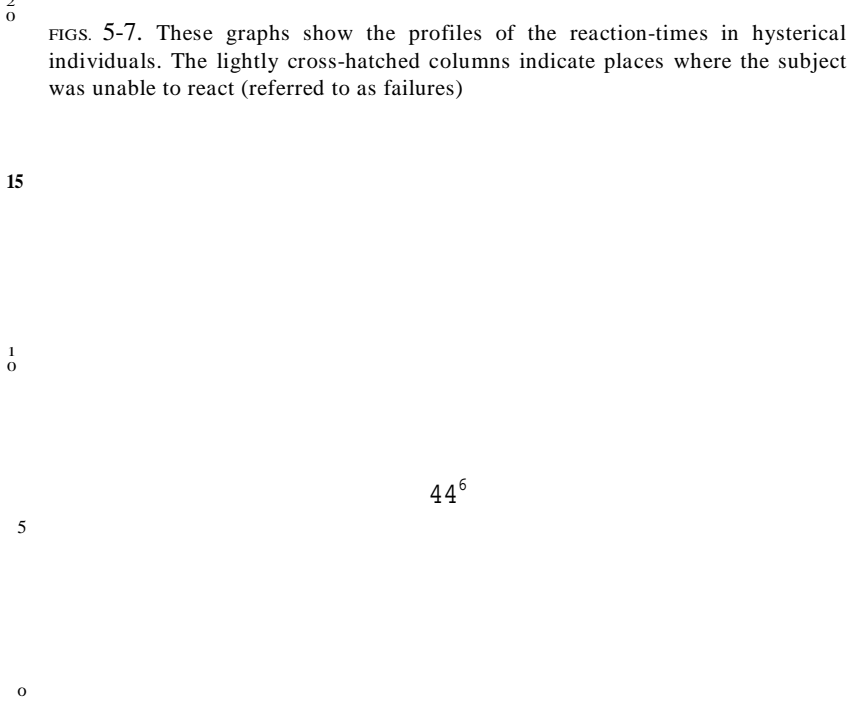 2
0
FIGS. 5-7. These graphs show the profiles of the reaction-times in hysterical
individuals. The lightly cross-hatched columns indicate places where the subject
was unable to react (referred to as failures)
15
1
0
44⁶
5
0